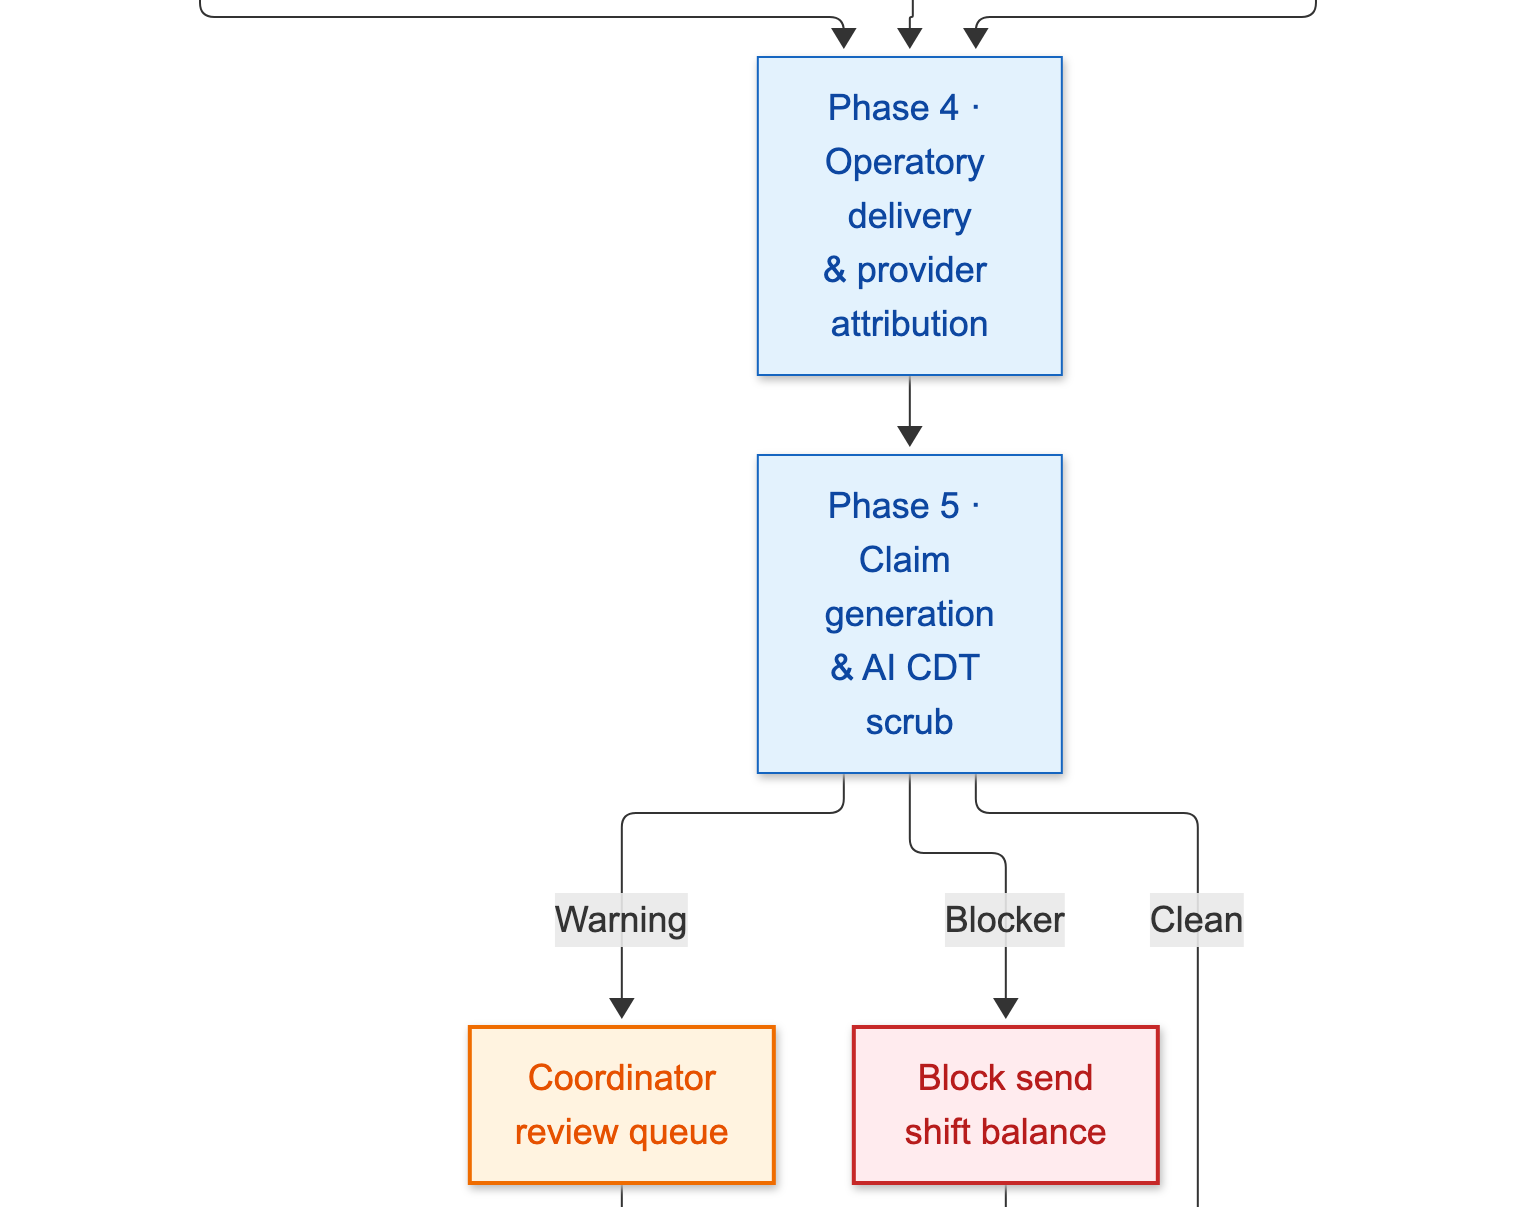 Phase 4 ·
Operatory
delivery
& provider
attribution
Phase 5 ·
Claim
generation
& AI CDT
scrub
Warning
Blocker
Clean
Coordinator
review queue
Block send
shift balance